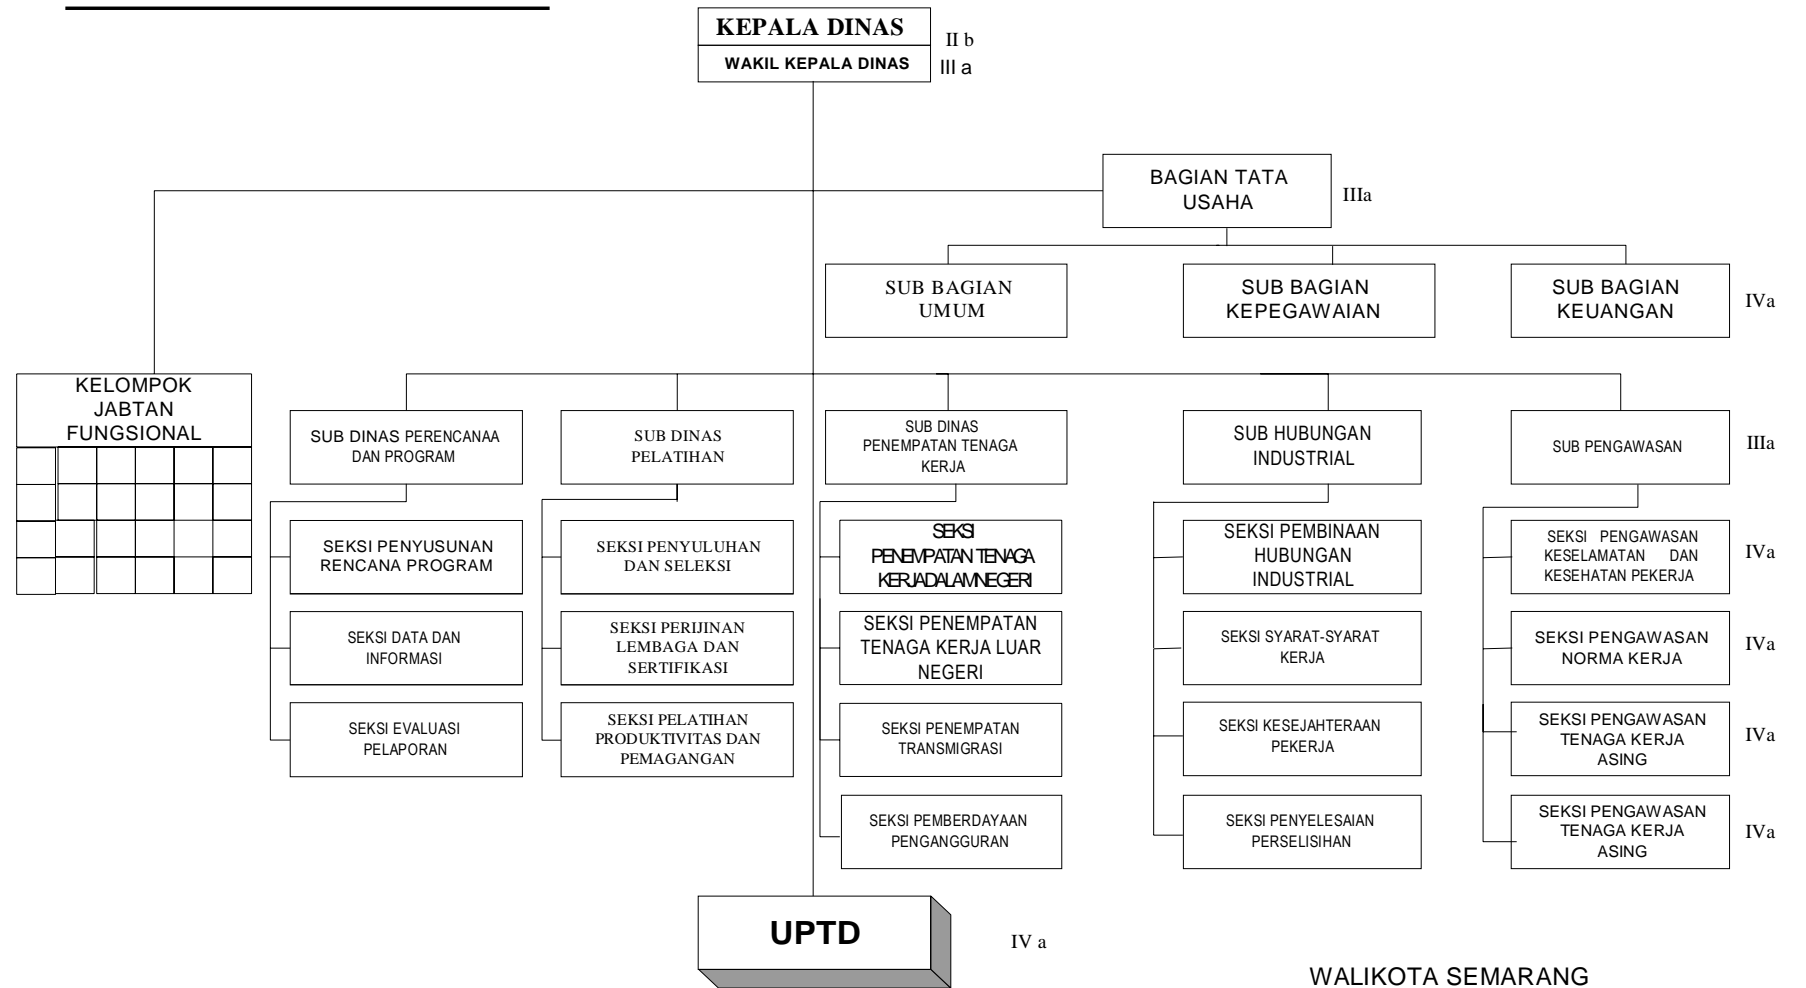 KEPALA DINAS
II b
WAKIL KEPALA DINAS
III a
BAGIAN TATA
USAHA
IIIa
SUB BAGIAN
UMUM
SUB BAGIAN
KEPEGAWAIAN
SUB BAGIAN
KEUANGAN
IVa
KELOMPOK
JABTAN
FUNGSIONAL
SUB DINAS PERENCANAA
DAN PROGRAM
SUB DINAS
PELATIHAN
SUB DINAS
PENEMPATAN TENAGA
KERJA
SUB HUBUNGAN
INDUSTRIAL
SUB PENGAWASAN
IIIa
SEKSI PENYUSUNAN
RENCANA PROGRAM
SEKSI PENYULUHAN
DAN SELEKSI
SEKSI
PENEMPATAN TENAGA
KERJADALAMNEGERI
SEKSI PEMBINAAN
HUBUNGAN
INDUSTRIAL
SEKSI PENGAWASAN
KESELAMATAN DAN
KESEHATAN PEKERJA
IVa
SEKSI DATA DAN
INFORMASI
SEKSI PERIJINAN
LEMBAGA DAN
SERTIFIKASI
SEKSI PENEMPATAN
TENAGA KERJA LUAR
NEGERI
SEKSI SYARAT-SYARAT
KERJA
SEKSI PENGAWASAN
NORMA KERJA
IVa
SEKSI EVALUASI
PELAPORAN
SEKSI PELATIHAN
PRODUKTIVITAS DAN
PEMAGANGAN
SEKSI PENEMPATAN
TRANSMIGRASI
SEKSI KESEJAHTERAAN
PEKERJA
SEKSI PENGAWASAN
TENAGA KERJA
ASING
IVa
SEKSI PEMBERDAYAAN
PENGANGGURAN
SEKSI PENYELESAIAN
PERSELISIHAN
SEKSI PENGAWASAN
TENAGA KERJA
ASING
IVa
UPTD
IV a
WALIKOTA SEMARANG